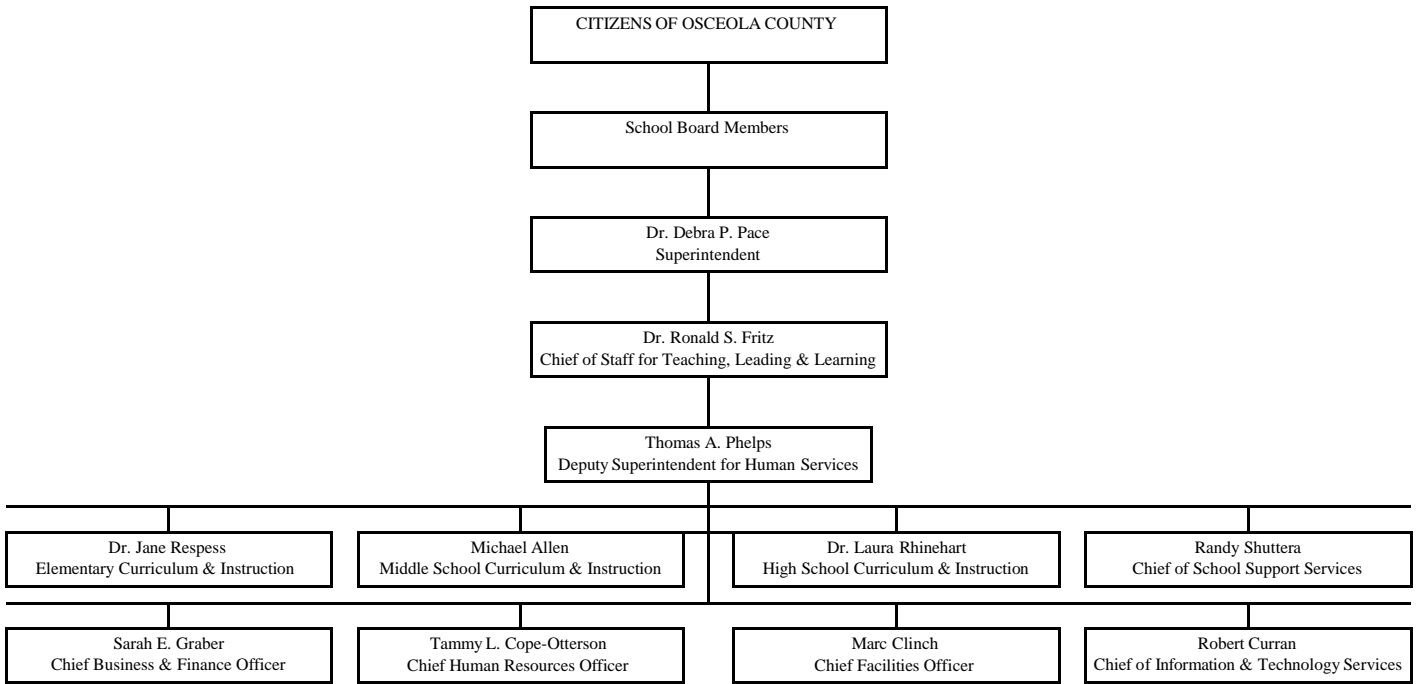 CITIZENS OF OSCEOLA COUNTY
School Board Members
Dr. Debra P. Pace
Superintendent
Dr. Ronald S. Fritz
Chief of Staff for Teaching, Leading & Learning
Thomas A. Phelps
Deputy Superintendent for Human Services
Dr. Jane Respess
Elementary Curriculum & Instruction
Michael Allen
Middle School Curriculum & Instruction
Dr. Laura Rhinehart
High School Curriculum & Instruction
Randy Shuttera
Chief of School Support Services
Sarah E. Graber
Chief Business & Finance Officer
Tammy L. Cope-Otterson
Chief Human Resources Officer
Marc Clinch
Chief Facilities Officer
Robert Curran
Chief of Information & Technology Services